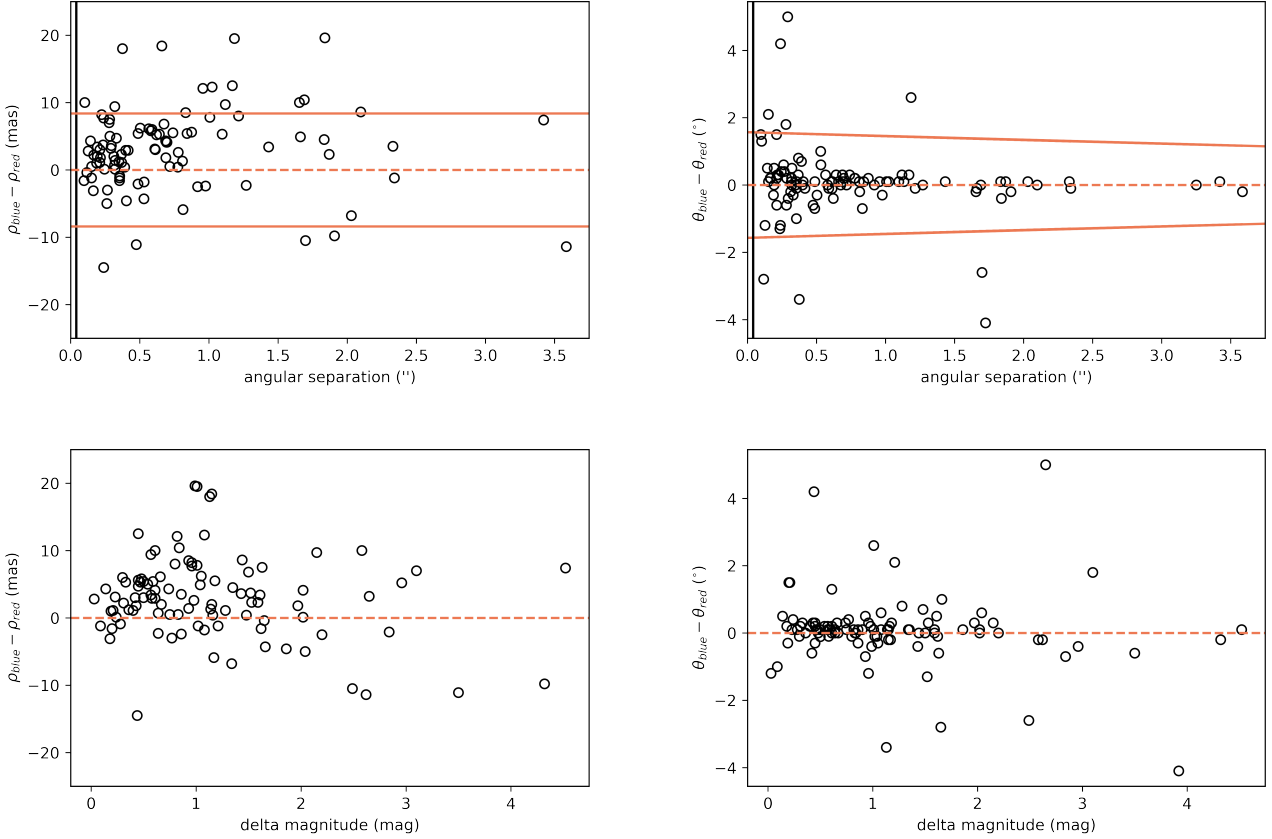 20
10
0
−10
−20
ρblue − ρred (mas)
0.0 0.5 1.0 1.5 2.0 2.5 3.0 3.5
angular separation ('')
4
2
0
−2
−4
θblue − θred (°)
0.0 0.5 1.0 1.5 2.0 2.5 3.0 3.5
angular separation ('')
20
10
0
−10
−20
ρblue − ρred (mas)
0 1 2 3 4
delta magnitude (mag)
4
2
0
−2
−4
θblue − θred (°)
0 1 2 3 4
delta magnitude (mag)